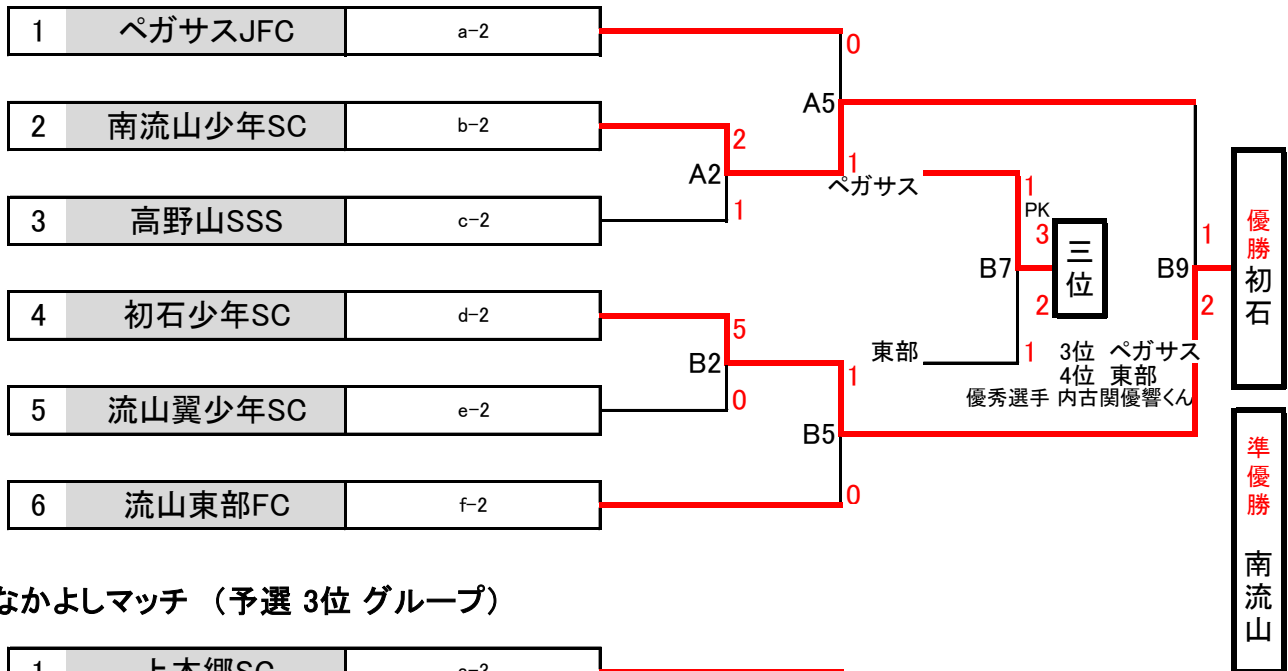 1 ペガサスJFC a-2
0
A5
2 南流山少年SC b-2
2
A2
1
ペガサス
1
PK
3
3 高野山SSS c-2
1
B7
三位
2
B9
1
2
優勝 初石
4 初石少年SC d-2
5
B2
1
東部
1
3位 ペガサス
4位 東部
優秀選手 内古関優響くん
5 流山翼少年SC e-2
0
B5
6 流山東部FC f-2
0
準優勝 南流山
なかよしマッチ (予選 3位 グループ)
1 上本郷SC